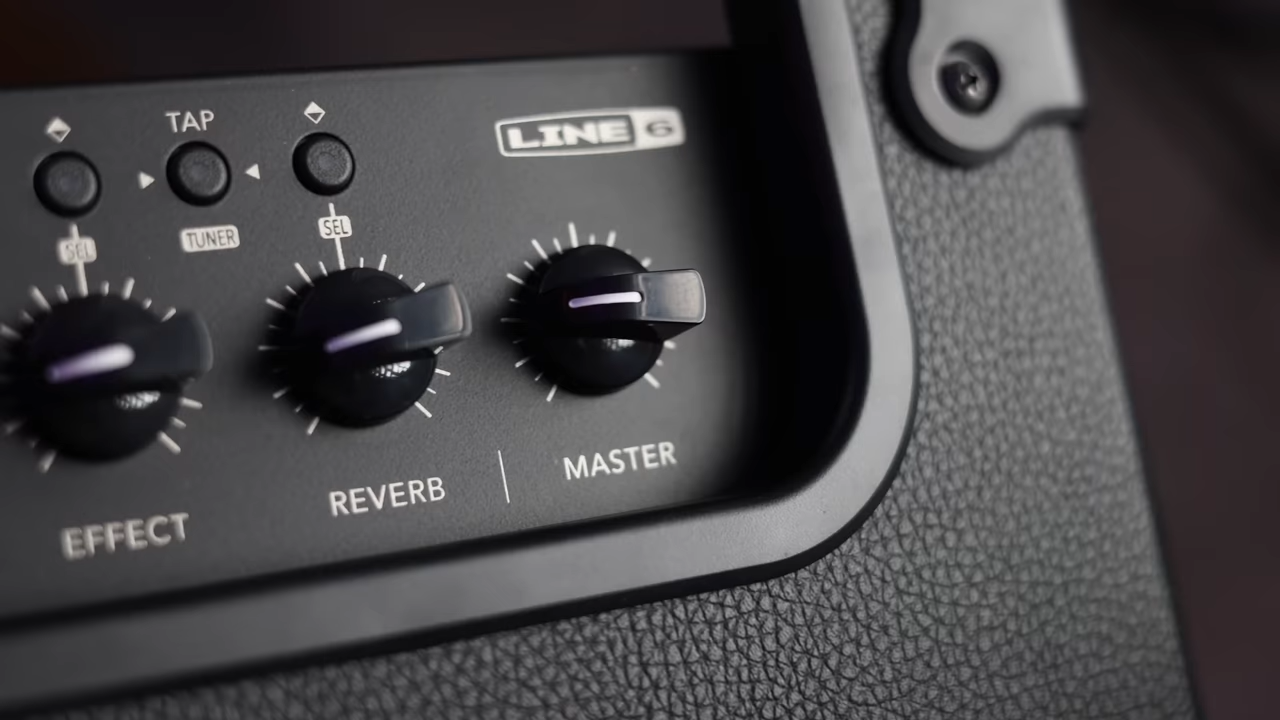 TAP
LINE 6
SEL
TUNER
SEL
EFFECT
REVERB
MASTER